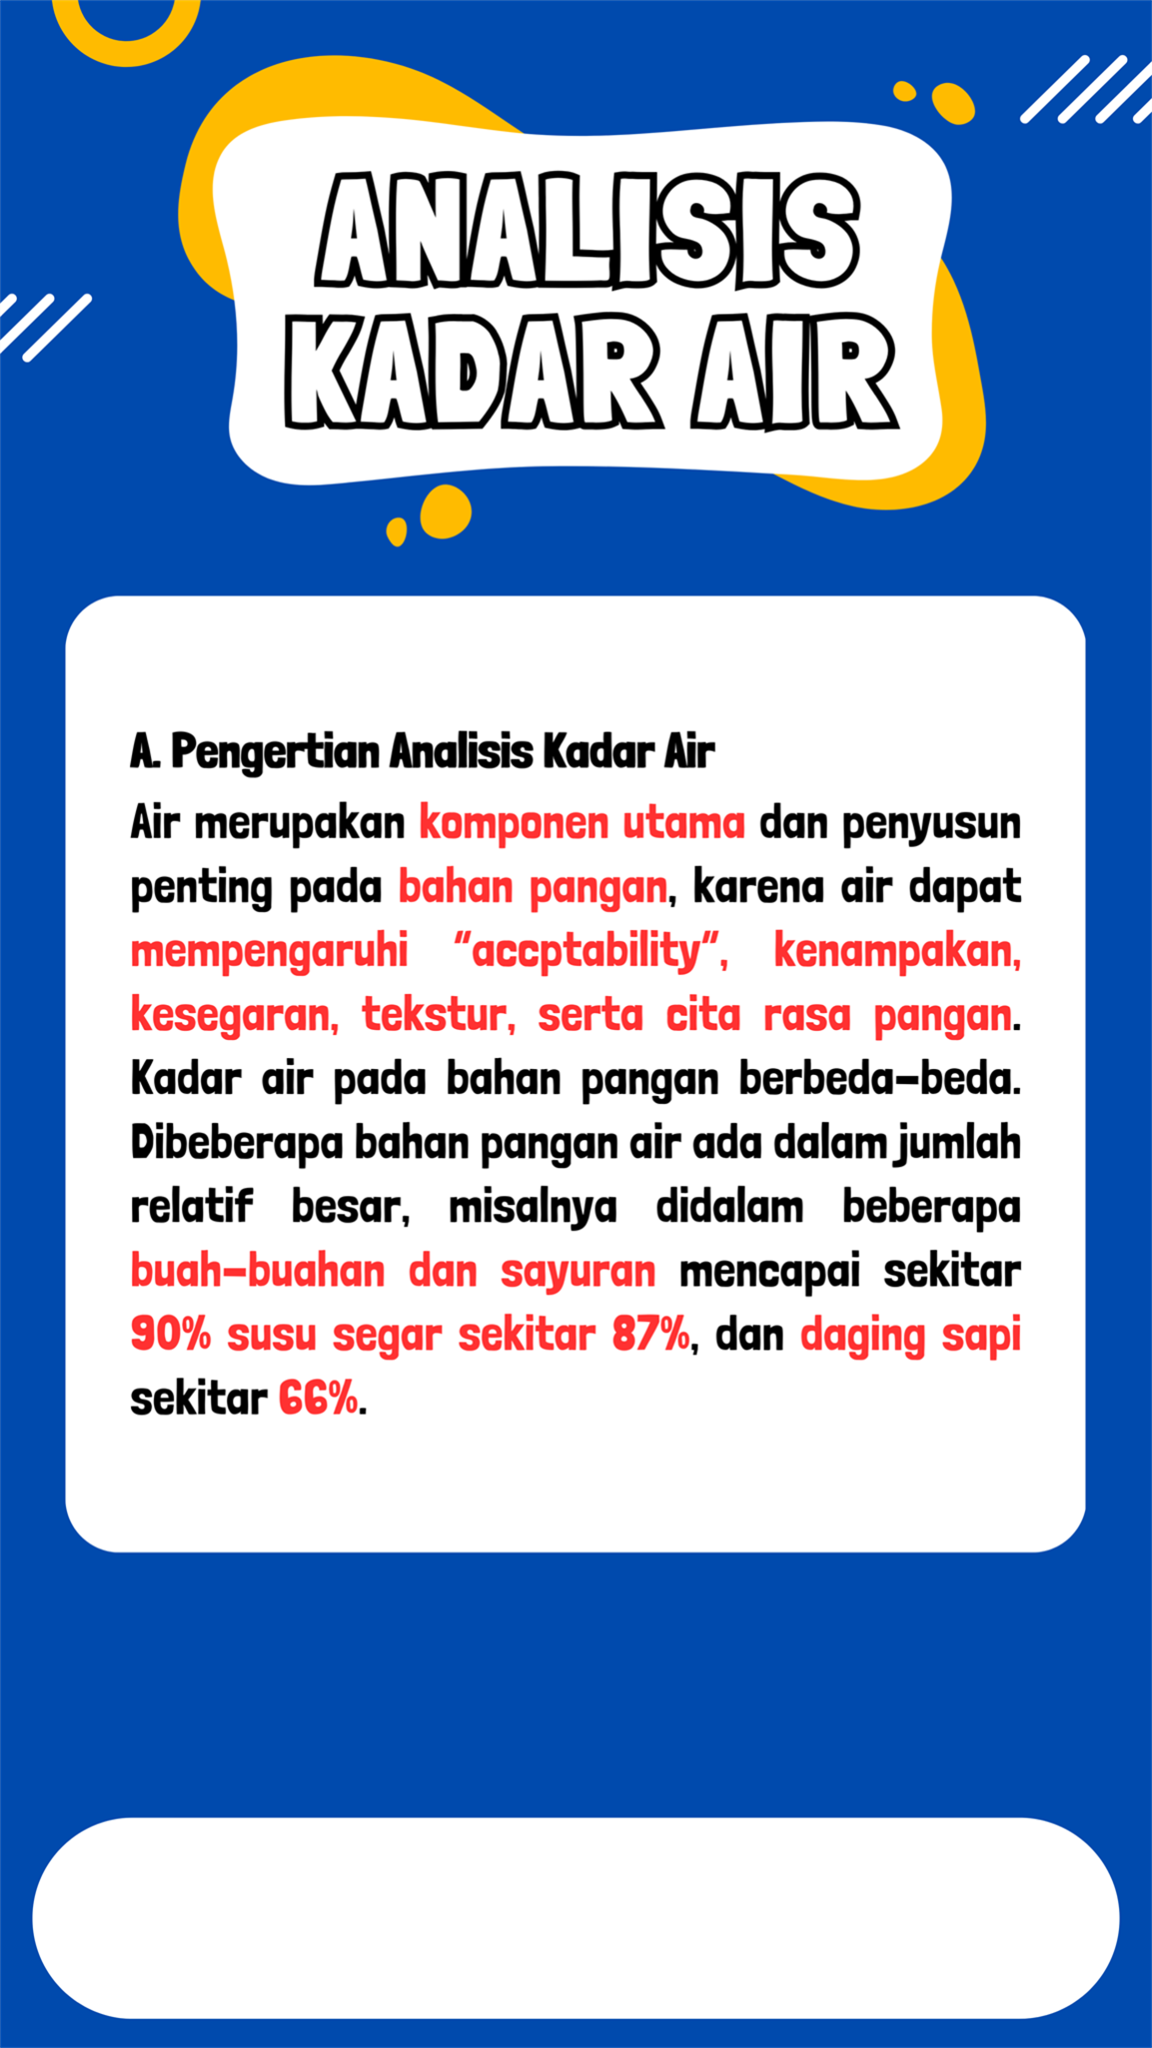 ANALISIS
KADAR AIR
A. Pengertian Analisis Kadar Air
Air merupakan komponen utama dan penyusun
penting pada bahan pangan, karena air dapat
mempengaruhi “accptability”, kenampakan,
kesegaran, tekstur, serta cita rasa pangan.
Kadar air pada bahan pangan berbeda-beda.
Dibeberapa bahan pangan air ada dalam jumlah
relatif besar, misalnya didalam beberapa
buah-buahan dan sayuran mencapai sekitar
90% susu segar sekitar 87%, dan daging sapi
sekitar 66%.